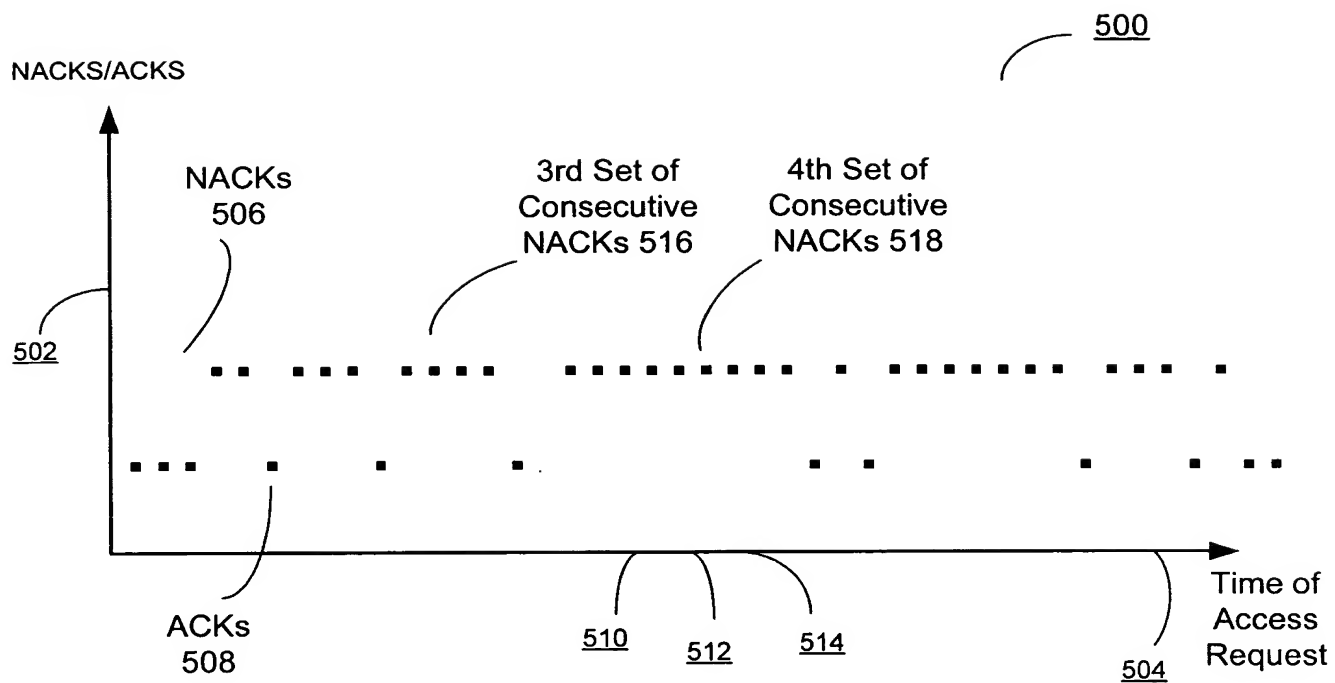 500
NACKS/ACKS
NACKs
506
3rd Set of
Consecutive
NACKs 516
4th Set of
Consecutive
NACKs 518
502
ACKs
508
510
512
514
504
Time of
Access
Request